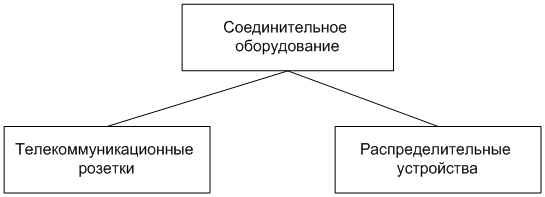 Соединительное
оборудование
Телекоммуникационные
розетки
Распределительные
устройства